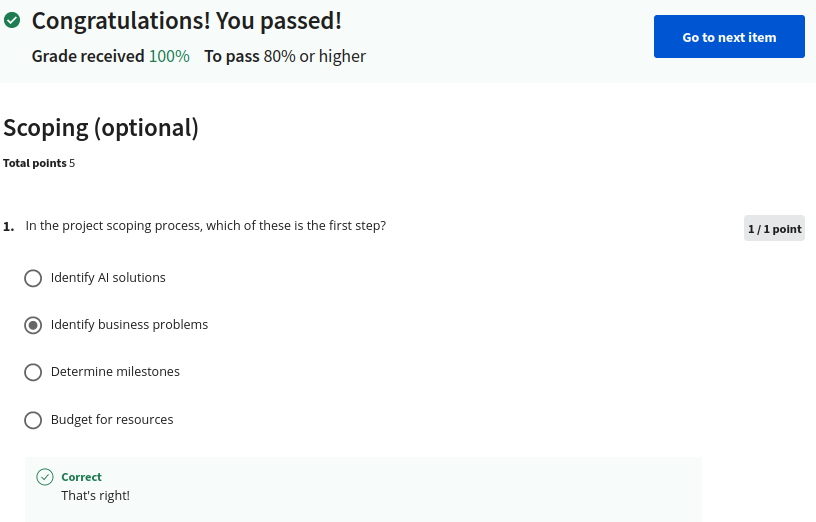 Congratulations! You passed!
Grade received 100% To pass 80% or higher
Go to next item
Scoping (optional)
Total points 5
1. In the project scoping process, which of these is the first step?
1 / 1 point
Identify AI solutions
Identify business problems
Determine milestones
Budget for resources
Correct
That's right!